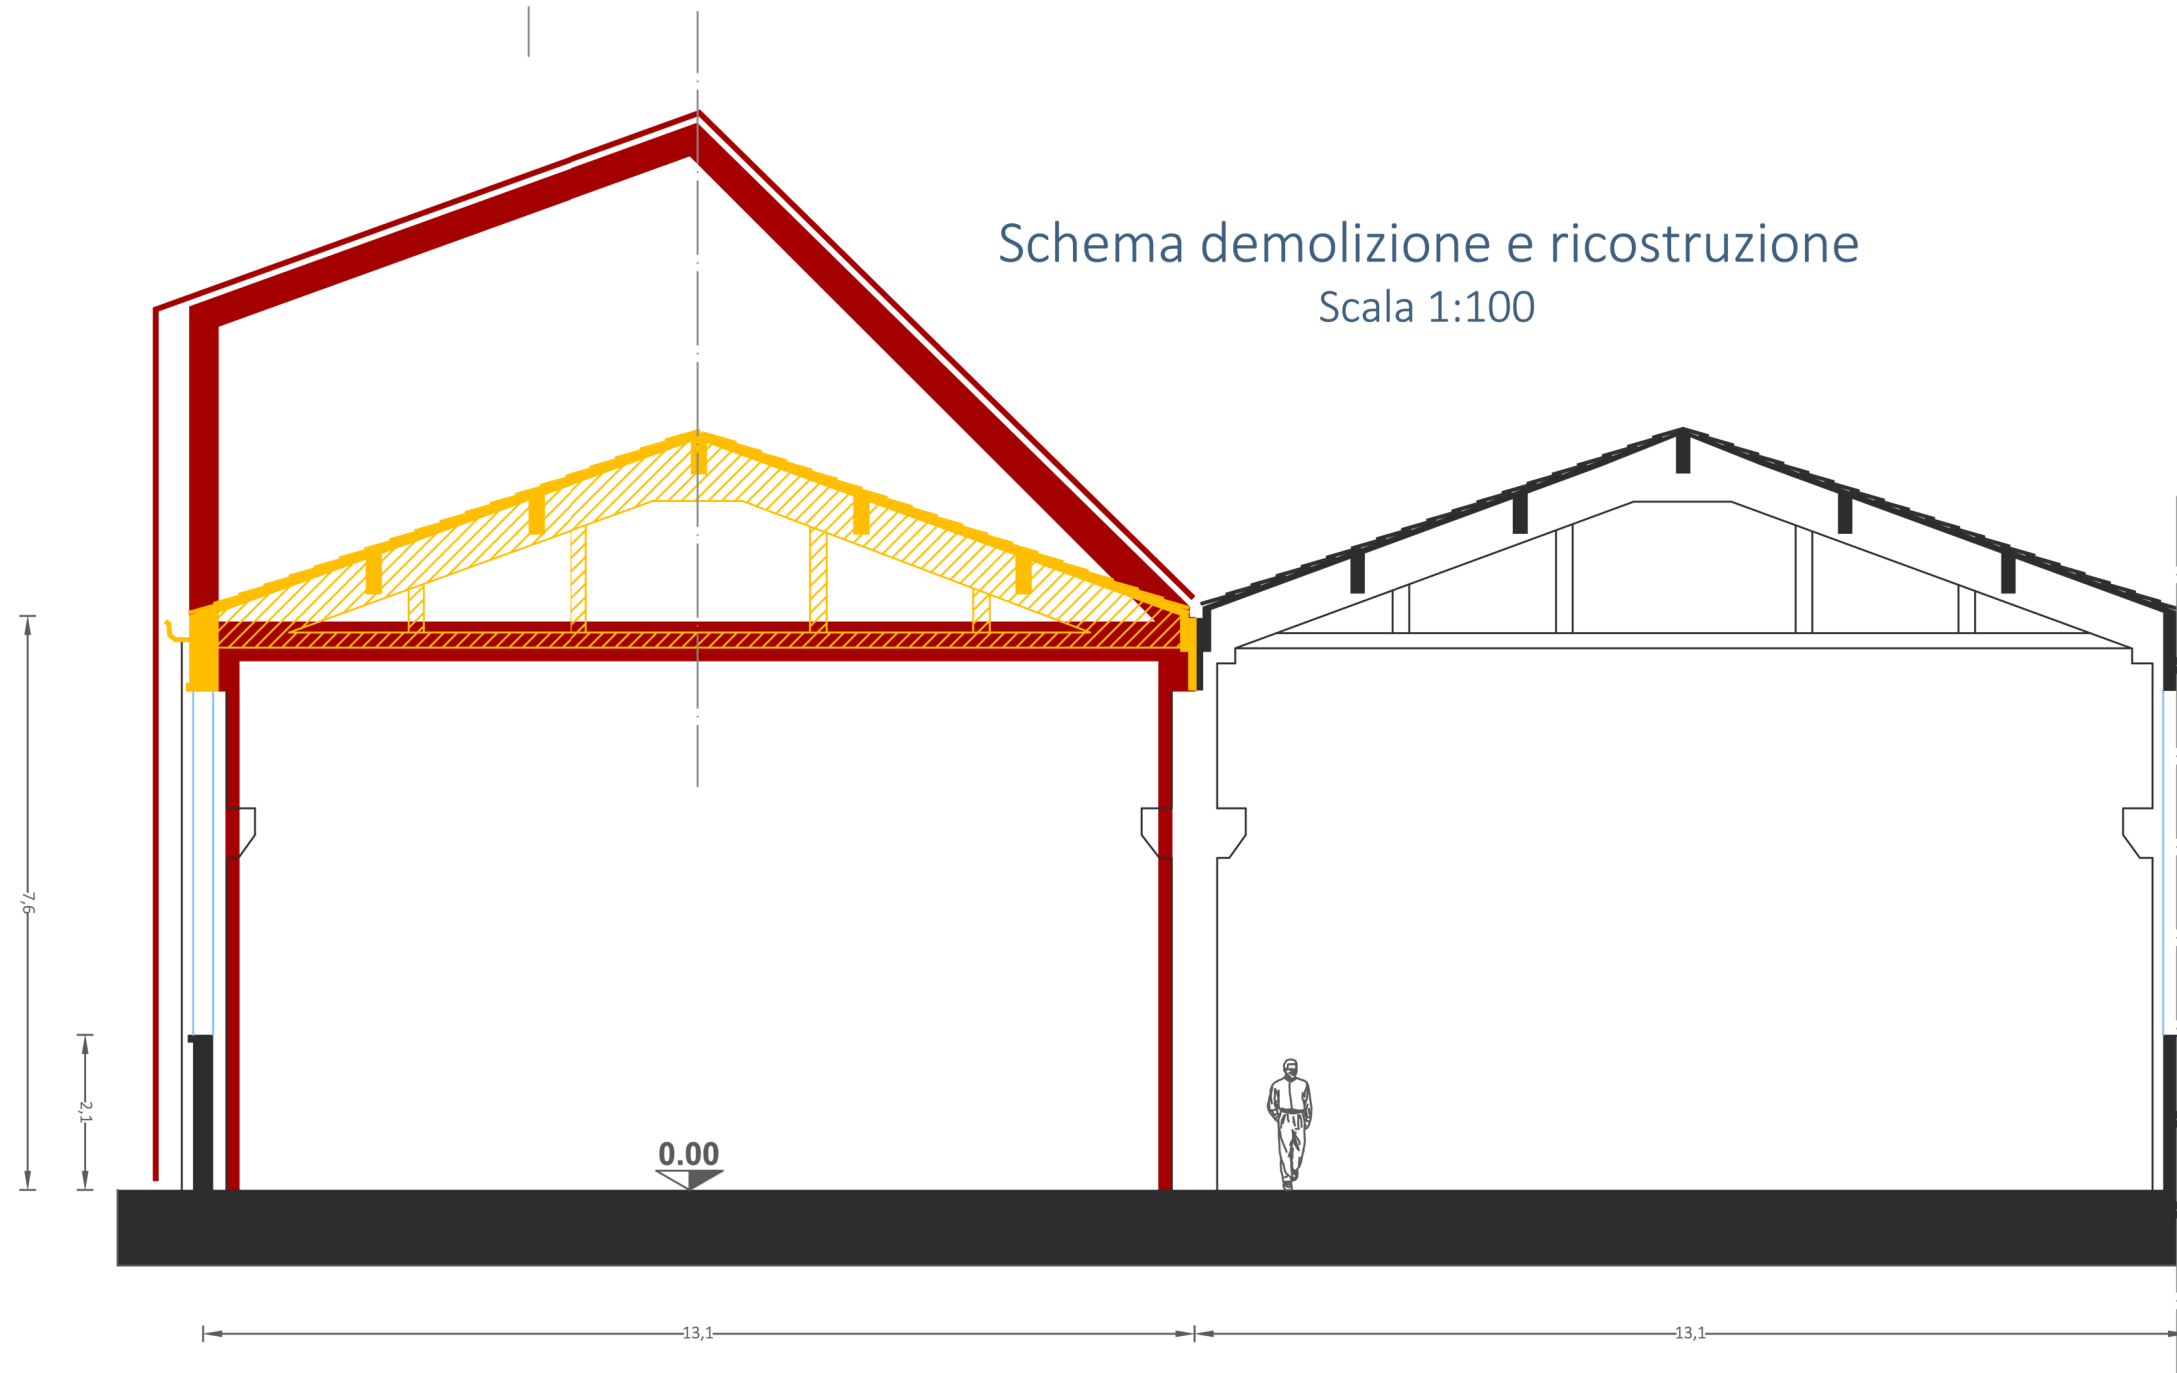 Schema demolizione e ricostruzione
Scala 1:100
7,6
2,1
0.00
13,1
13,1